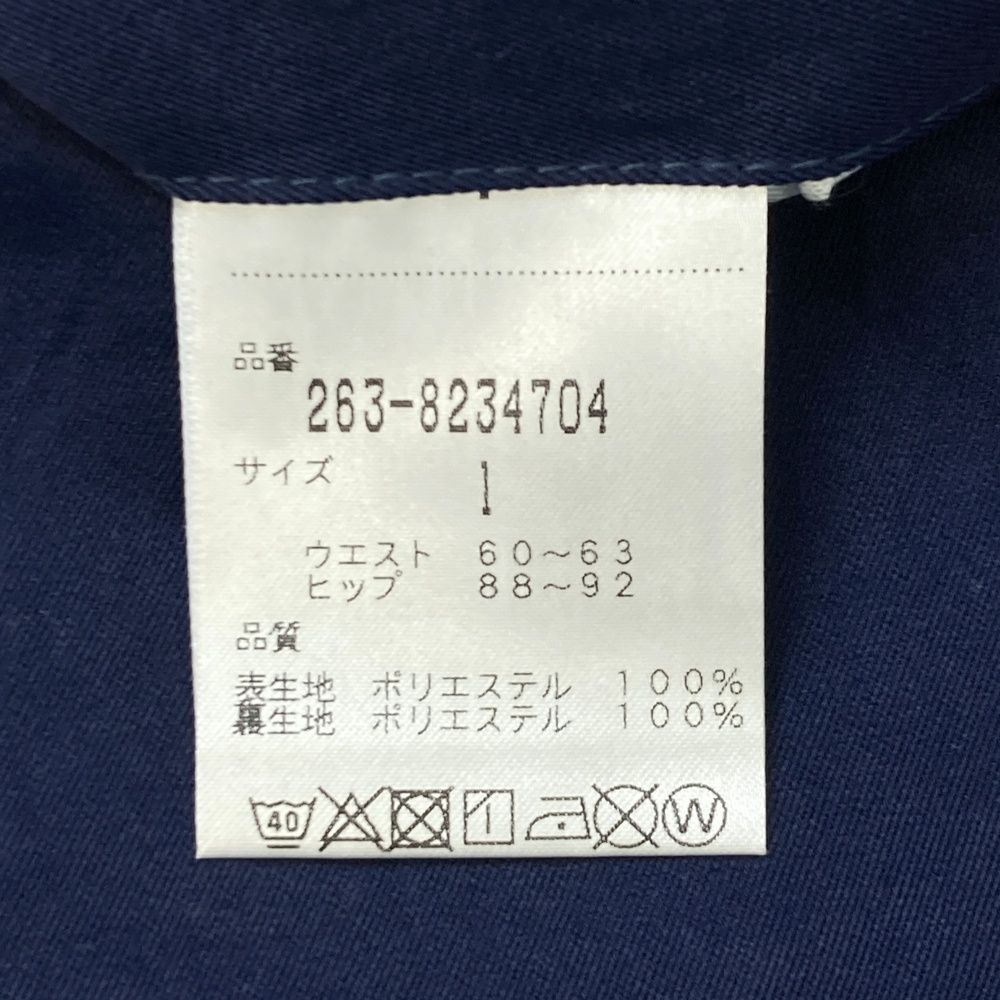 品番
263-8234704
サイズ 1
ウエスト 60～63
ヒップ 88～92
品質
表生地 ポリエステル 100%
裏生地 ポリエステル 100%
40 W